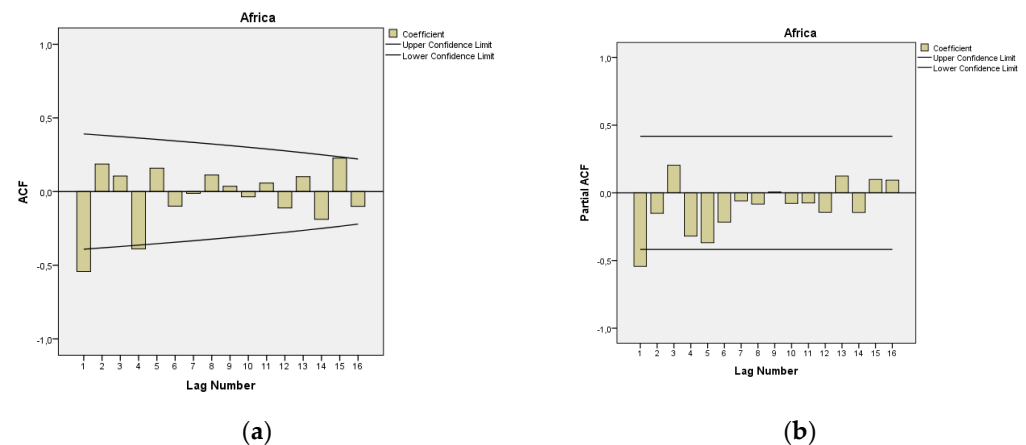 Africa
Coefficient
Upper Confidence Limit
Lower Confidence Limit
ACF
1,0
0,5
0,0
-0,5
-1,0
1 2 3 4 5 6 7 8 9 10 11 12 13 14 15 16
Lag Number
(a)
Africa
Coefficient
Upper Confidence Limit
Lower Confidence Limit
Partial ACF
1,0
0,5
0,0
-0,5
-1,0
1 2 3 4 5 6 7 8 9 10 11 12 13 14 15 16
Lag Number
(b)